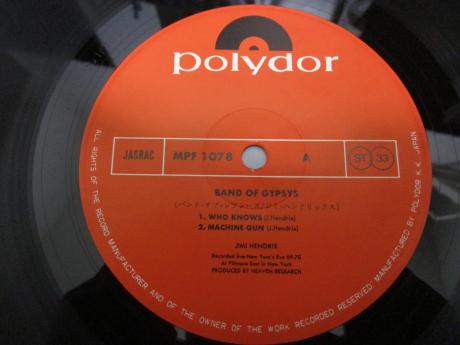 polydor
JASRAC MPF 1078 A ST 33
BAND OF GYPSYS
(バンド・オブ・ジプシーズ/ジミ・ヘンドリックス)
1. WHO KNOWS (J.Hendrix)
2. MACHINE GUN (J.Hendrix)
JIMI HENDRIX
Recorded live-New Year's Eve 69-70
At Fillmore East in New York
PRODUCED BY HEAVEN RESEARCH
ALL RIGHTS OF THE RECORD MANUFACTURER AND OF THE OWNER OF THE WORK RECORDED RESERVED MANUFACTURED BY POLYDOR K.K. JAPAN